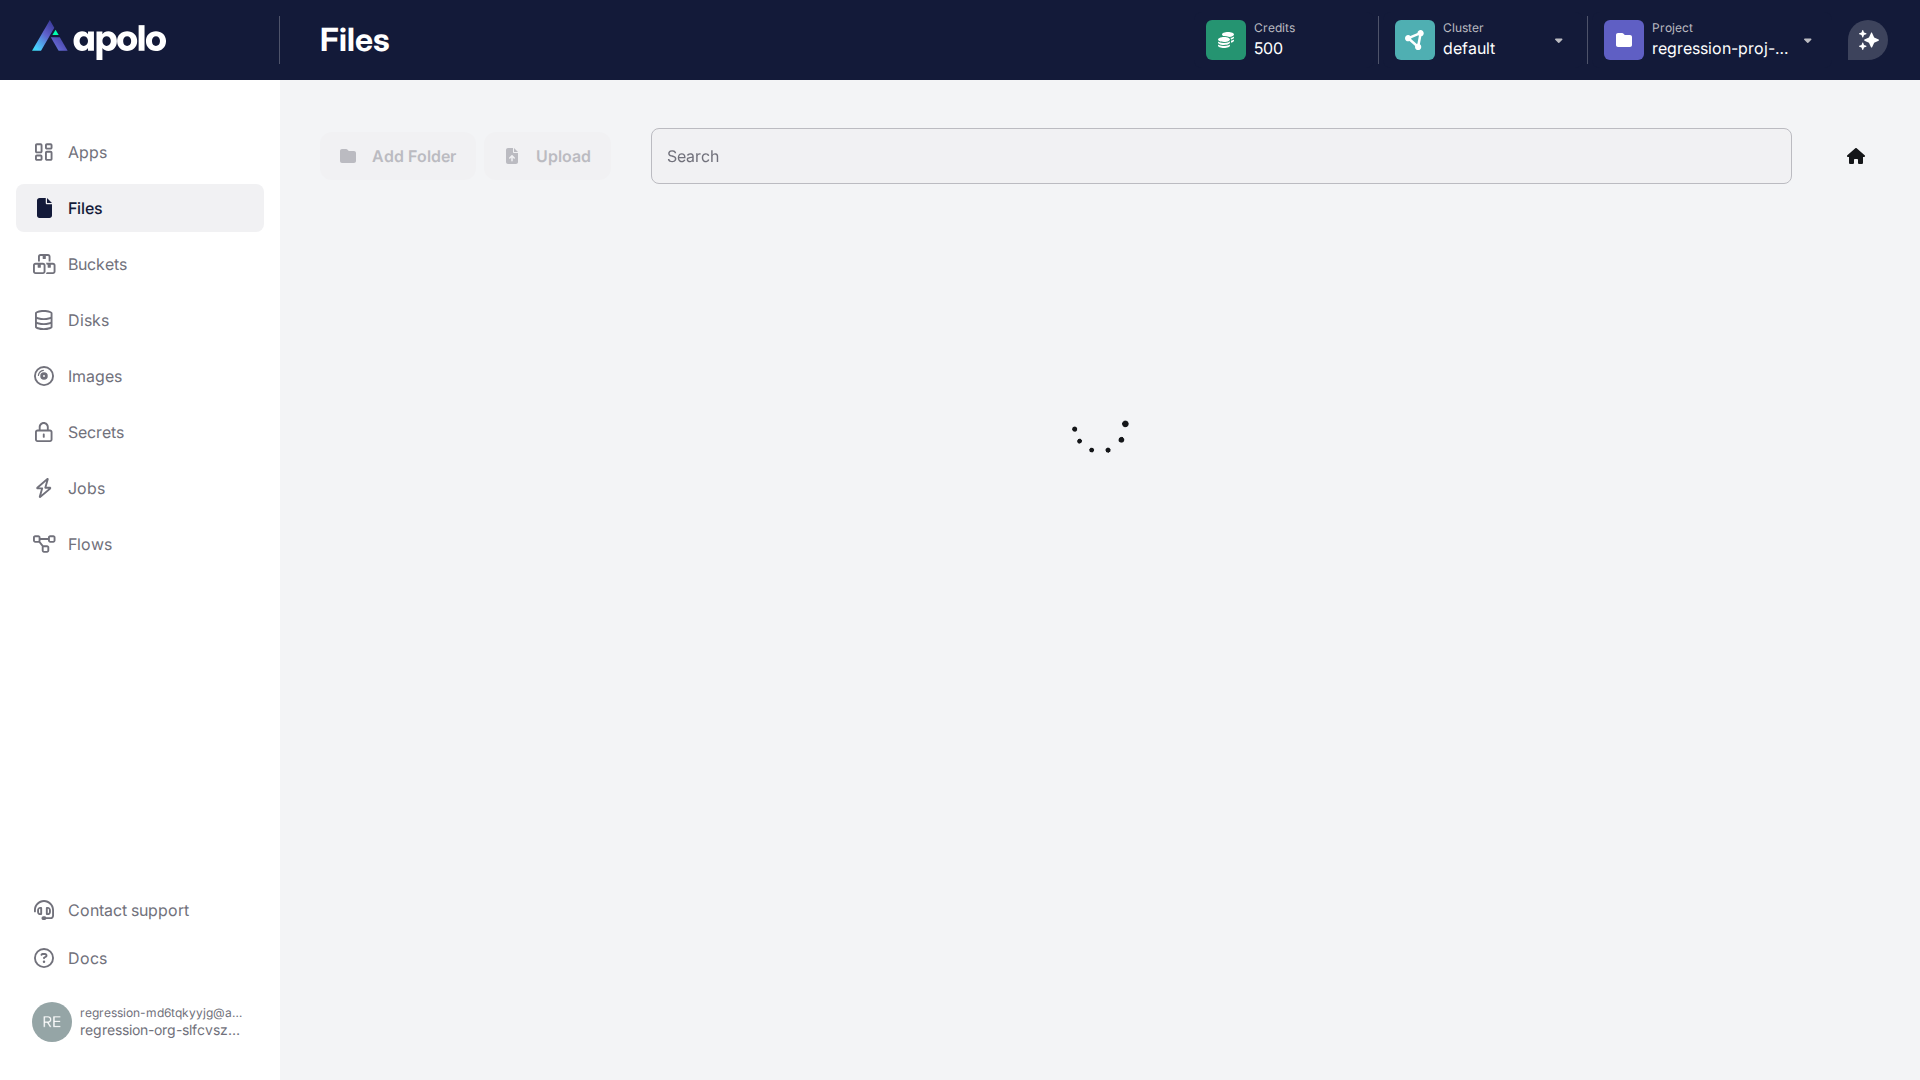 apolo
Files
Credits
500
Cluster
default
Project
regression-proj-...
Apps
Files
Buckets
Disks
Images
Secrets
Jobs
Flows
Add Folder
Upload
Search
Contact support
Docs
RE
regression-md6tqkyyjg@a...
regression-org-slfcvsz...